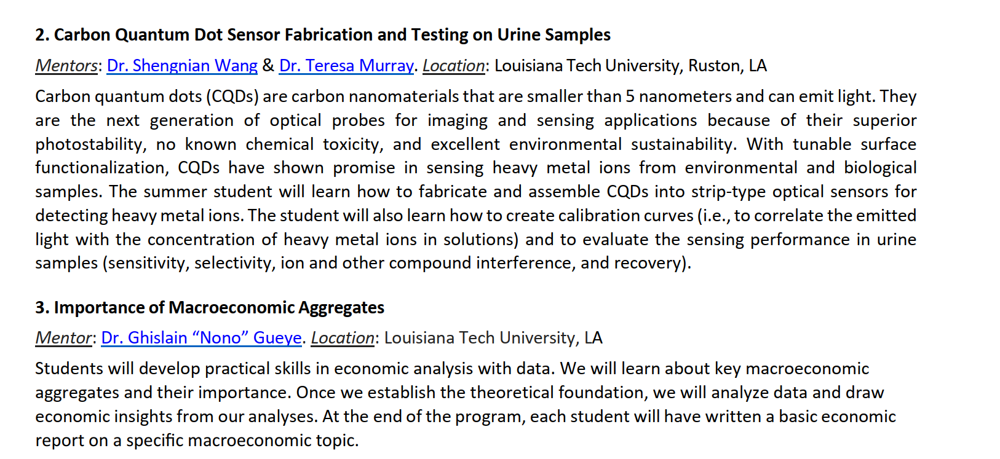 2. Carbon Quantum Dot Sensor Fabrication and Testing on Urine Samples
Mentors: Dr. Shengnian Wang & Dr. Teresa Murray. Location: Louisiana Tech University, Ruston, LA
Carbon quantum dots (CQDs) are carbon nanomaterials that are smaller than 5 nanometers and can emit light. They
are the next generation of optical probes for imaging and sensing applications because of their superior
photostability, no known chemical toxicity, and excellent environmental sustainability. With tunable surface
functionalization, CQDs have shown promise in sensing heavy metal ions from environmental and biological
samples. The summer student will learn how to fabricate and assemble CQDs into strip-type optical sensors for
detecting heavy metal ions. The student will also learn how to create calibration curves (i.e., to correlate the emitted
light with the concentration of heavy metal ions in solutions) and to evaluate the sensing performance in urine
samples (sensitivity, selectivity, ion and other compound interference, and recovery).
3. Importance of Macroeconomic Aggregates
Mentor: Dr. Ghislain “Nono” Gueye. Location: Louisiana Tech University, LA
Students will develop practical skills in economic analysis with data. We will learn about key macroeconomic
aggregates and their importance. Once we establish the theoretical foundation, we will analyze data and draw
economic insights from our analyses. At the end of the program, each student will have written a basic economic
report on a specific macroeconomic topic.